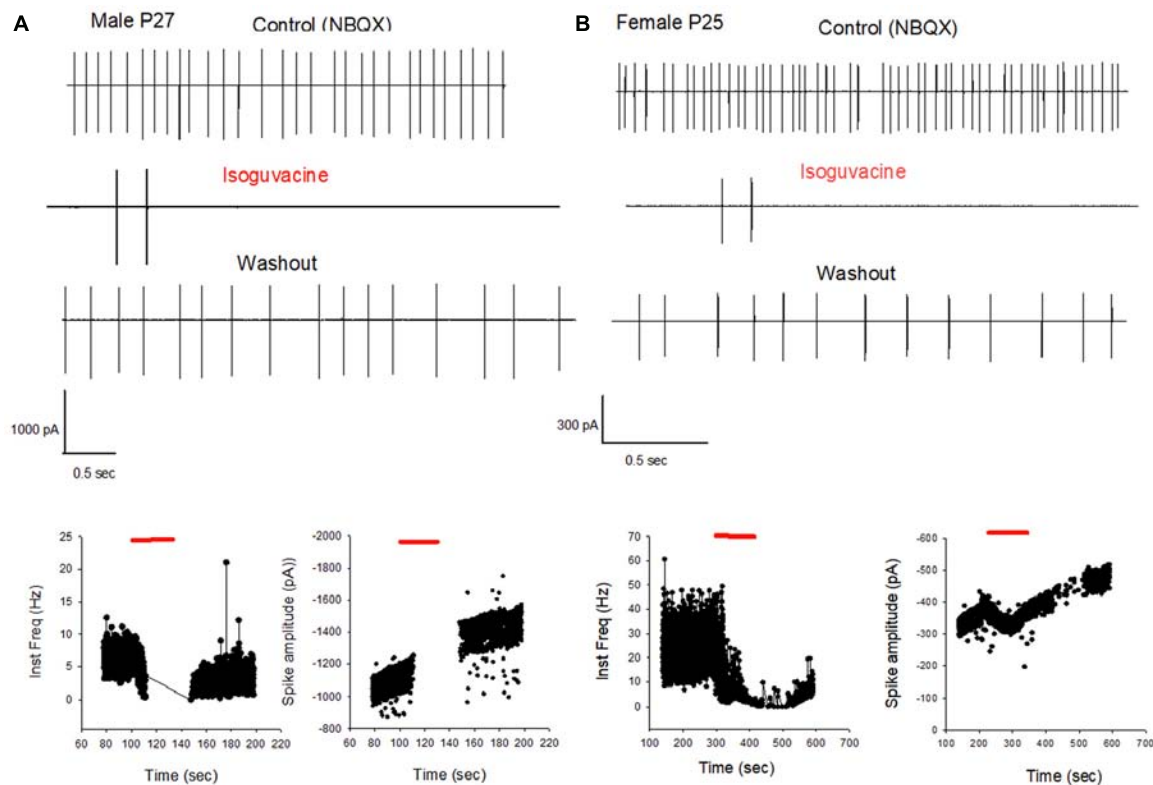 A
Male P27
Control (NBQX)
Isoguvacine
Washout
1000 pA
0.5 sec
B
Female P25
Control (NBQX)
Isoguvacine
Washout
300 pA
0.5 sec
25
20
15
10
5
0
Inst Freq (Hz)
60 80 100 120 140 160 180 200 220
Time (sec)
-2000
-1800
-1600
-1400
-1200
-1000
-800
Spike amplitude (pA))
60 80 100 120 140 160 180 200 220
Time (sec)
70
60
50
40
30
20
10
0
Inst Freq (Hz)
100 200 300 400 500 600 700
Time (sec)
-600
-500
-400
-300
-200
-100
0
Spike amplitude (pA)
100 200 300 400 500 600 700
Time (sec)